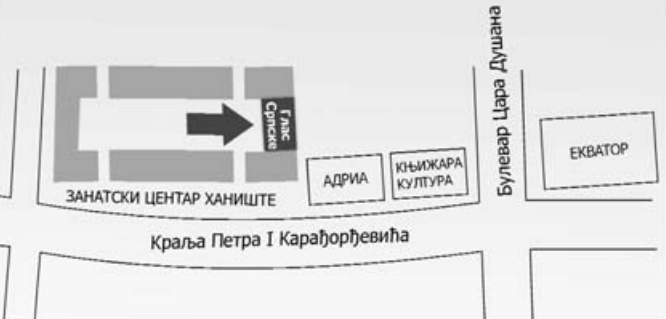 Булевар Цара Душана
Глас
Српске
ЕКВАТОР
АДРИА
КЊИЖАРА
КУЛТУРА
ЗАНАТСКИ ЦЕНТАР ХАНИШТЕ
Краља Петра I Карађорђевића